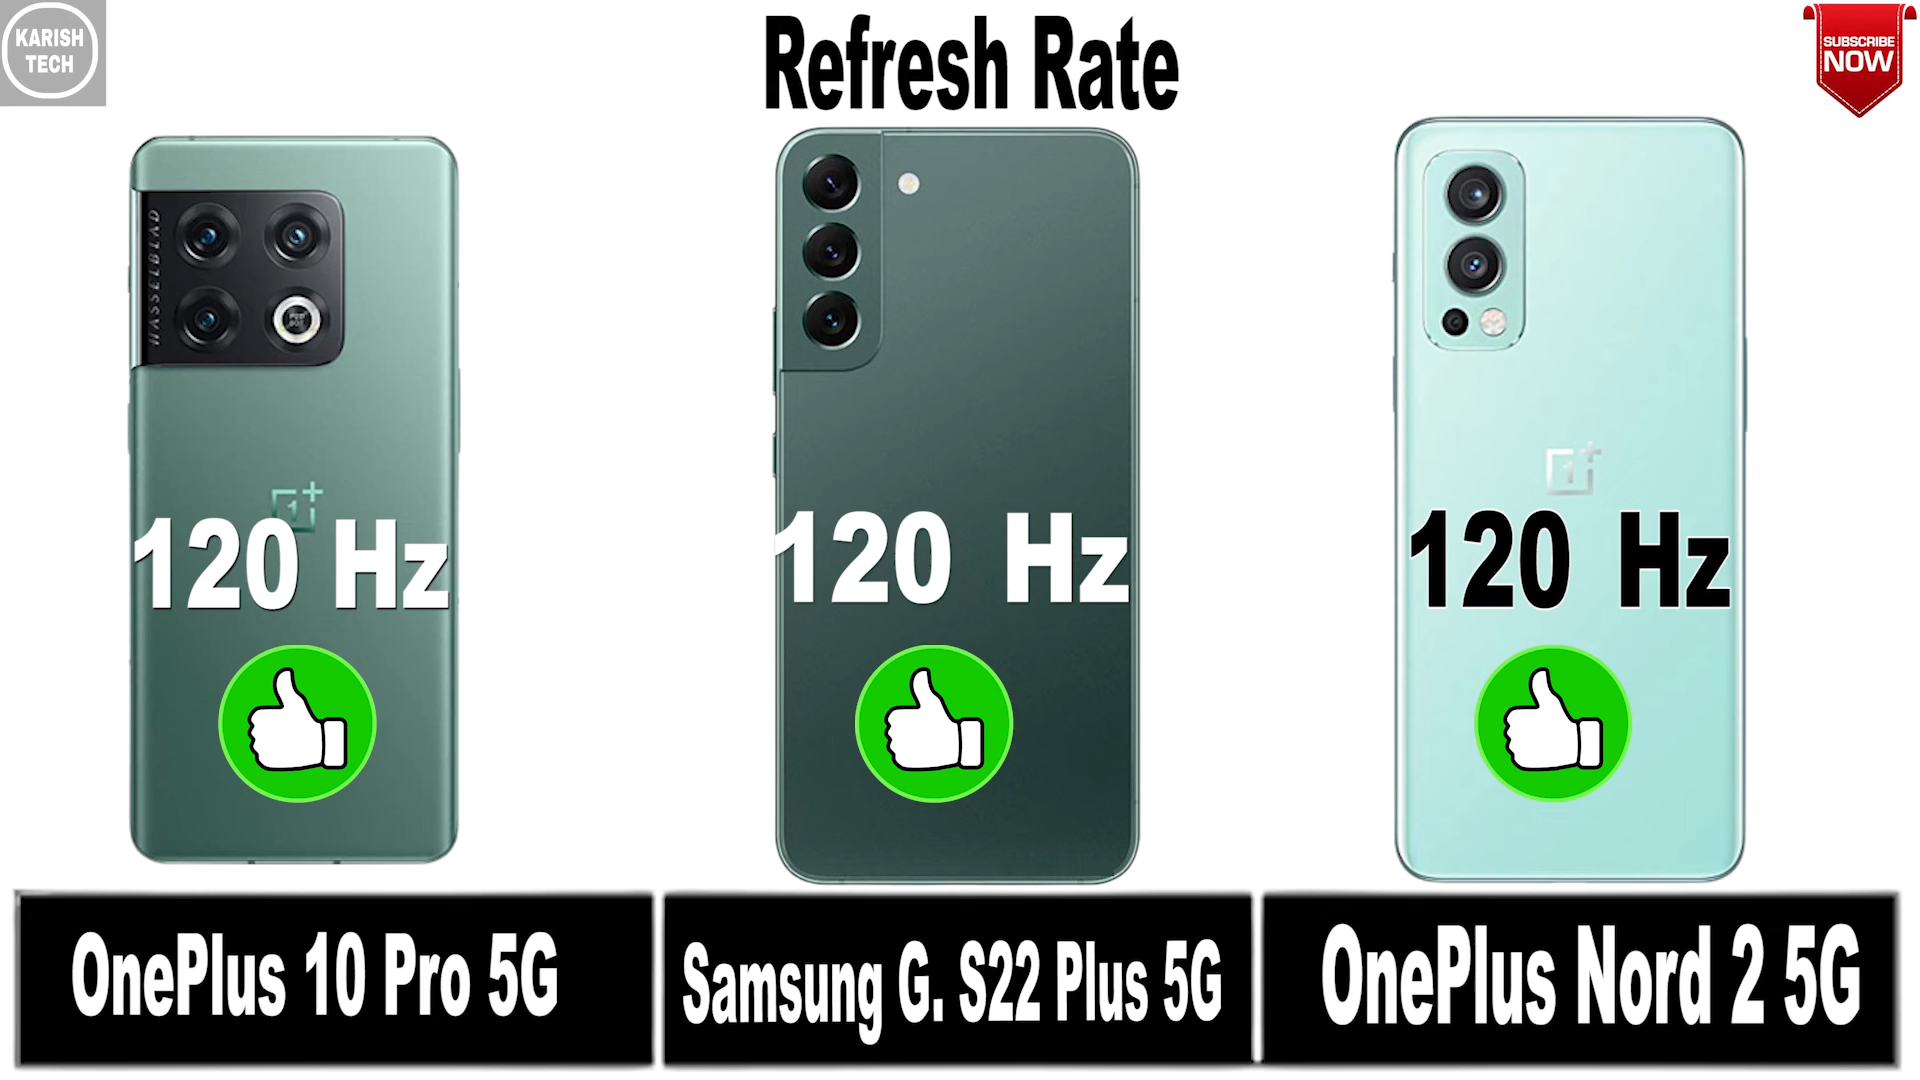 KARISH
TECH
Refresh Rate
SUBSCRIBE
NOW
HASSELBLAD
120 Hz
120 Hz
120 Hz
OnePlus 10 Pro 5G
Samsung G. S22 Plus 5G
OnePlus Nord 2 5G